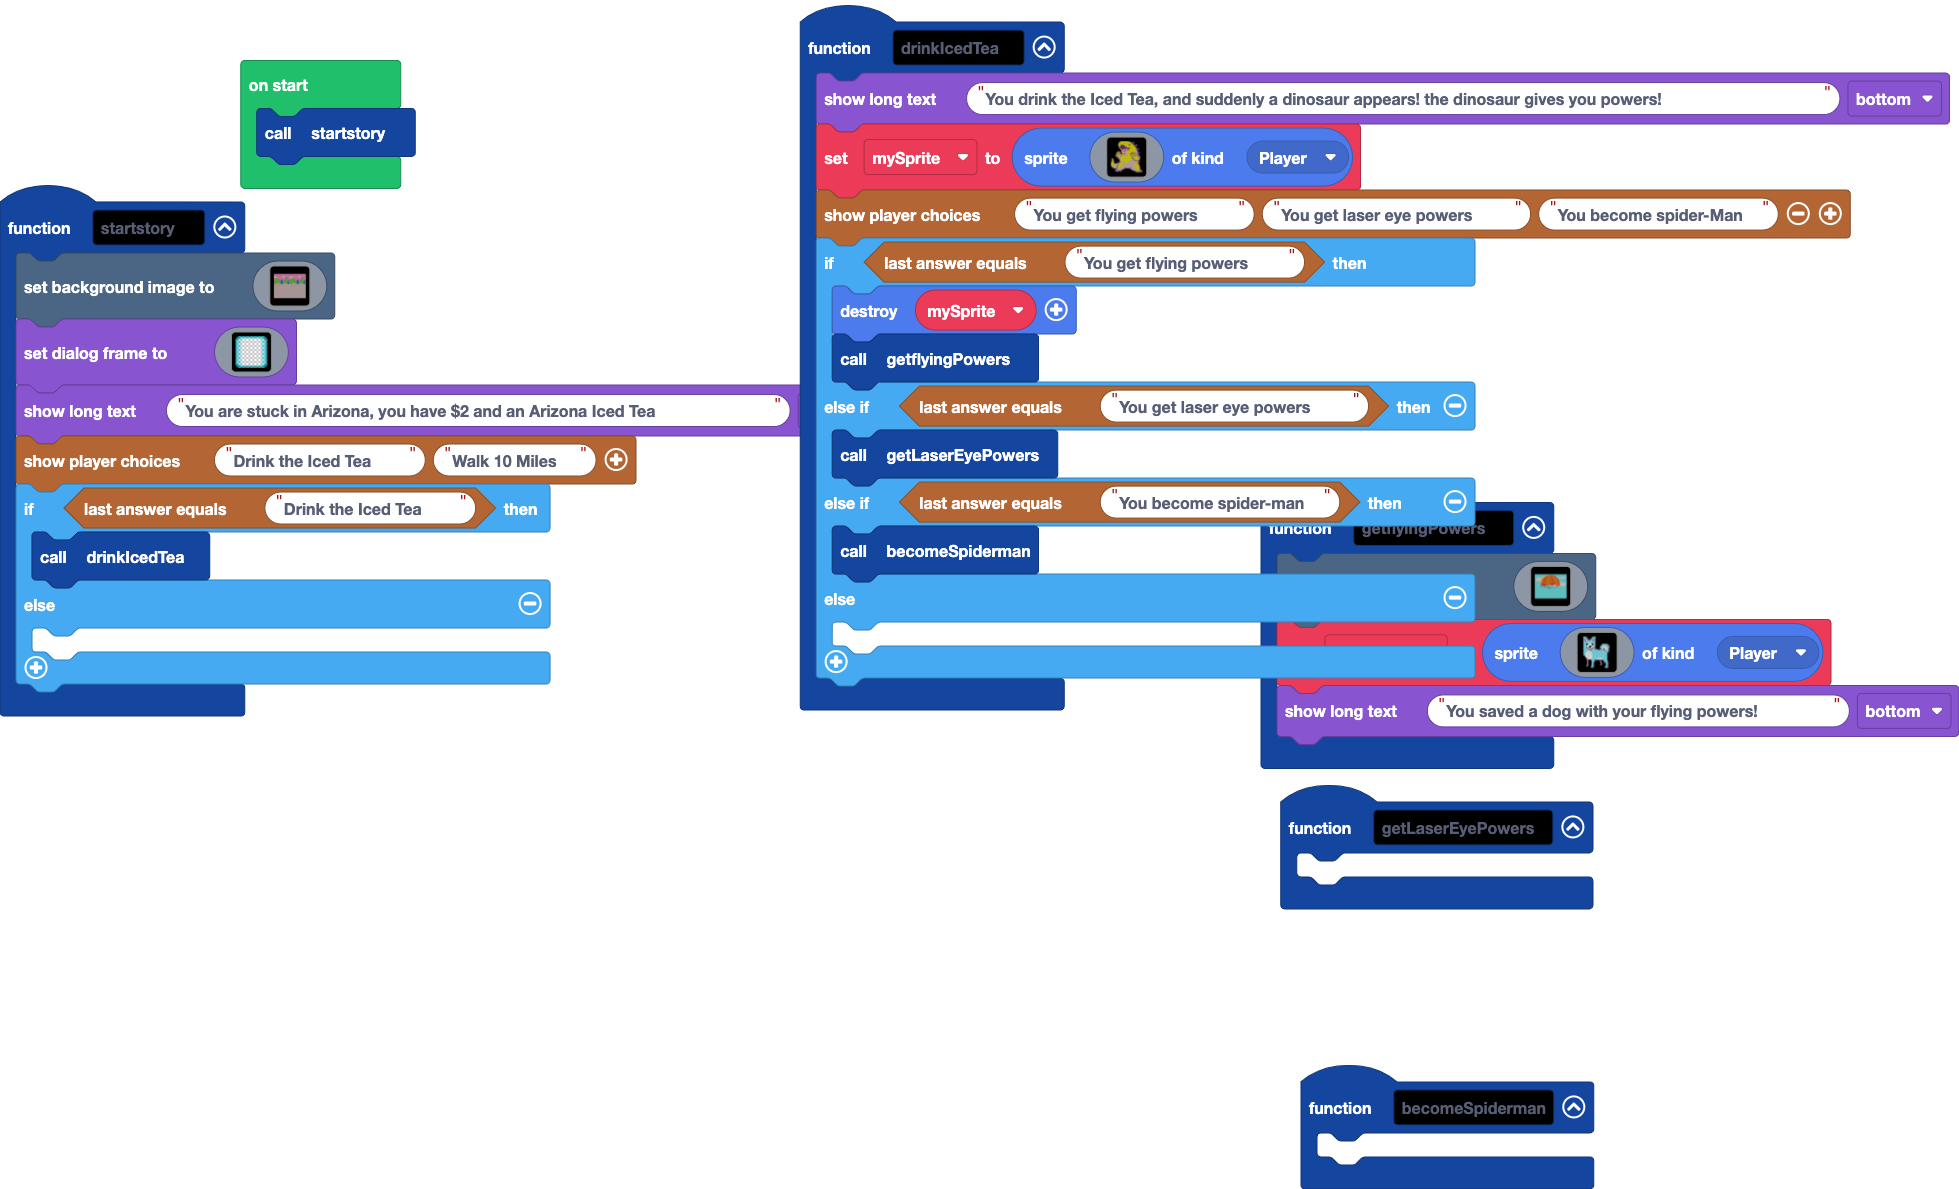 on start
call startstory
function startstory
set background image to
set dialog frame to
show long text "You are stuck in Arizona, you have $2 and an Arizona Iced Tea"
show player choices "Drink the Iced Tea" "Walk 10 Miles"
if last answer equals "Drink the Iced Tea" then
call drinkIcedTea
else
function drinkIcedTea
show long text "You drink the Iced Tea, and suddenly a dinosaur appears! the dinosaur gives you powers!" bottom
set mySprite to sprite of kind Player
show player choices "You get flying powers" "You get laser eye powers" "You become spider-Man"
if last answer equals "You get flying powers" then
destroy mySprite
call getflyingPowers
else if last answer equals "You get laser eye powers" then
call getLaserEyePowers
else if last answer equals "You become spider-man" then
call becomeSpiderman
else
function getflyingPowers
sprite of kind Player
show long text "You saved a dog with your flying powers!" bottom
function getLaserEyePowers
function becomeSpiderman